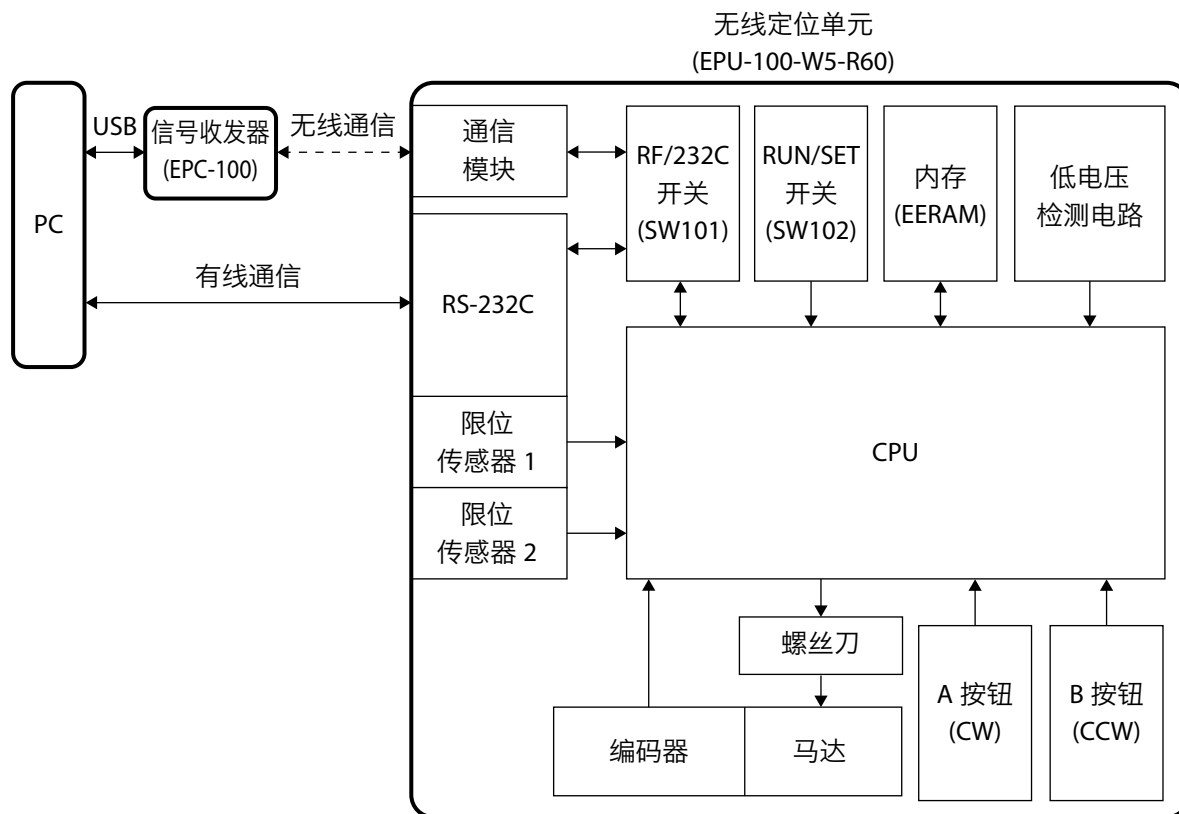 无线定位单元
(EPU-100-W5-R60)
PC
USB
信号收发器
(EPC-100)
无线通信
有线通信
通信
模块
RS-232C
限位
传感器 1
限位
传感器 2
RF/232C
开关
(SW101)
RUN/SET
开关
(SW102)
内存
(EERAM)
低电压
检测电路
CPU
螺丝刀
编码器
马达
A 按钮
(CW)
B 按钮
(CCW)